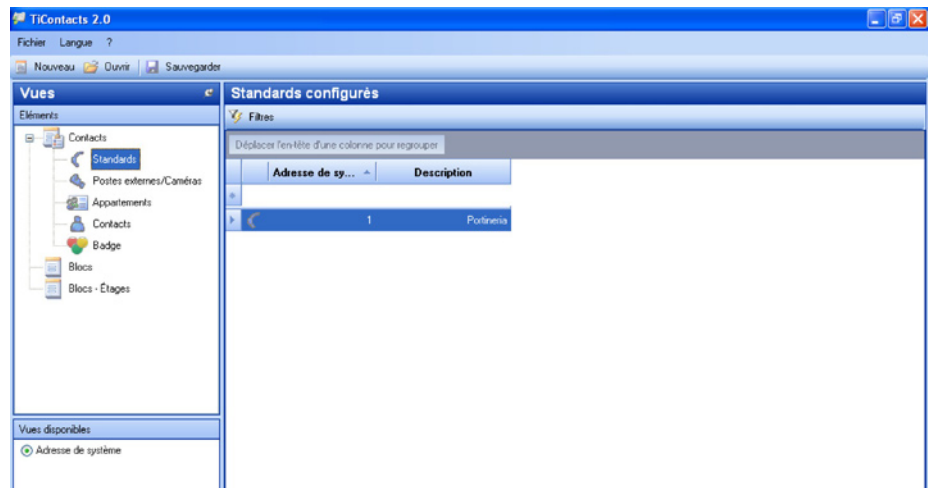 TiContacts 2.0
Fichier Langue ?
Nouveau Ouvrir Sauvegarder
Vues
Eléments
Contacts
Standards
Postes externes/Caméras
Appartements
Contacts
Badge
Blocs
Blocs - Étages
Vues disponibles
Adresse de système
Standards configurés
Filtres
Déplacer l'en-tête d'une colonne pour regrouper
Adresse de sy... Description
1 Portineria